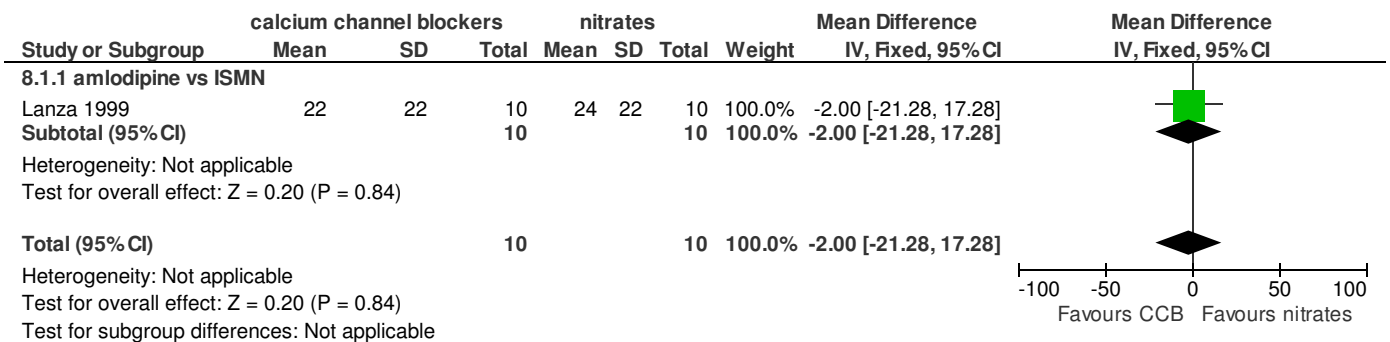 calcium channel blockers nitrates Mean Difference Mean Difference
Study or Subgroup Mean SD Total Mean SD Total Weight IV, Fixed, 95% CI IV, Fixed, 95% CI
8.1.1 amlodipine vs ISMN
Lanza 1999 22 22 10 24 22 10 100.0% -2.00 [-21.28, 17.28]
Subtotal (95% CI) 10 10 100.0% -2.00 [-21.28, 17.28]
Heterogeneity: Not applicable
Test for overall effect: Z = 0.20 (P = 0.84)
Total (95% CI) 10 10 100.0% -2.00 [-21.28, 17.28]
Heterogeneity: Not applicable
Test for overall effect: Z = 0.20 (P = 0.84)
Test for subgroup differences: Not applicable
-100 -50 0 50 100
Favours CCB Favours nitrates